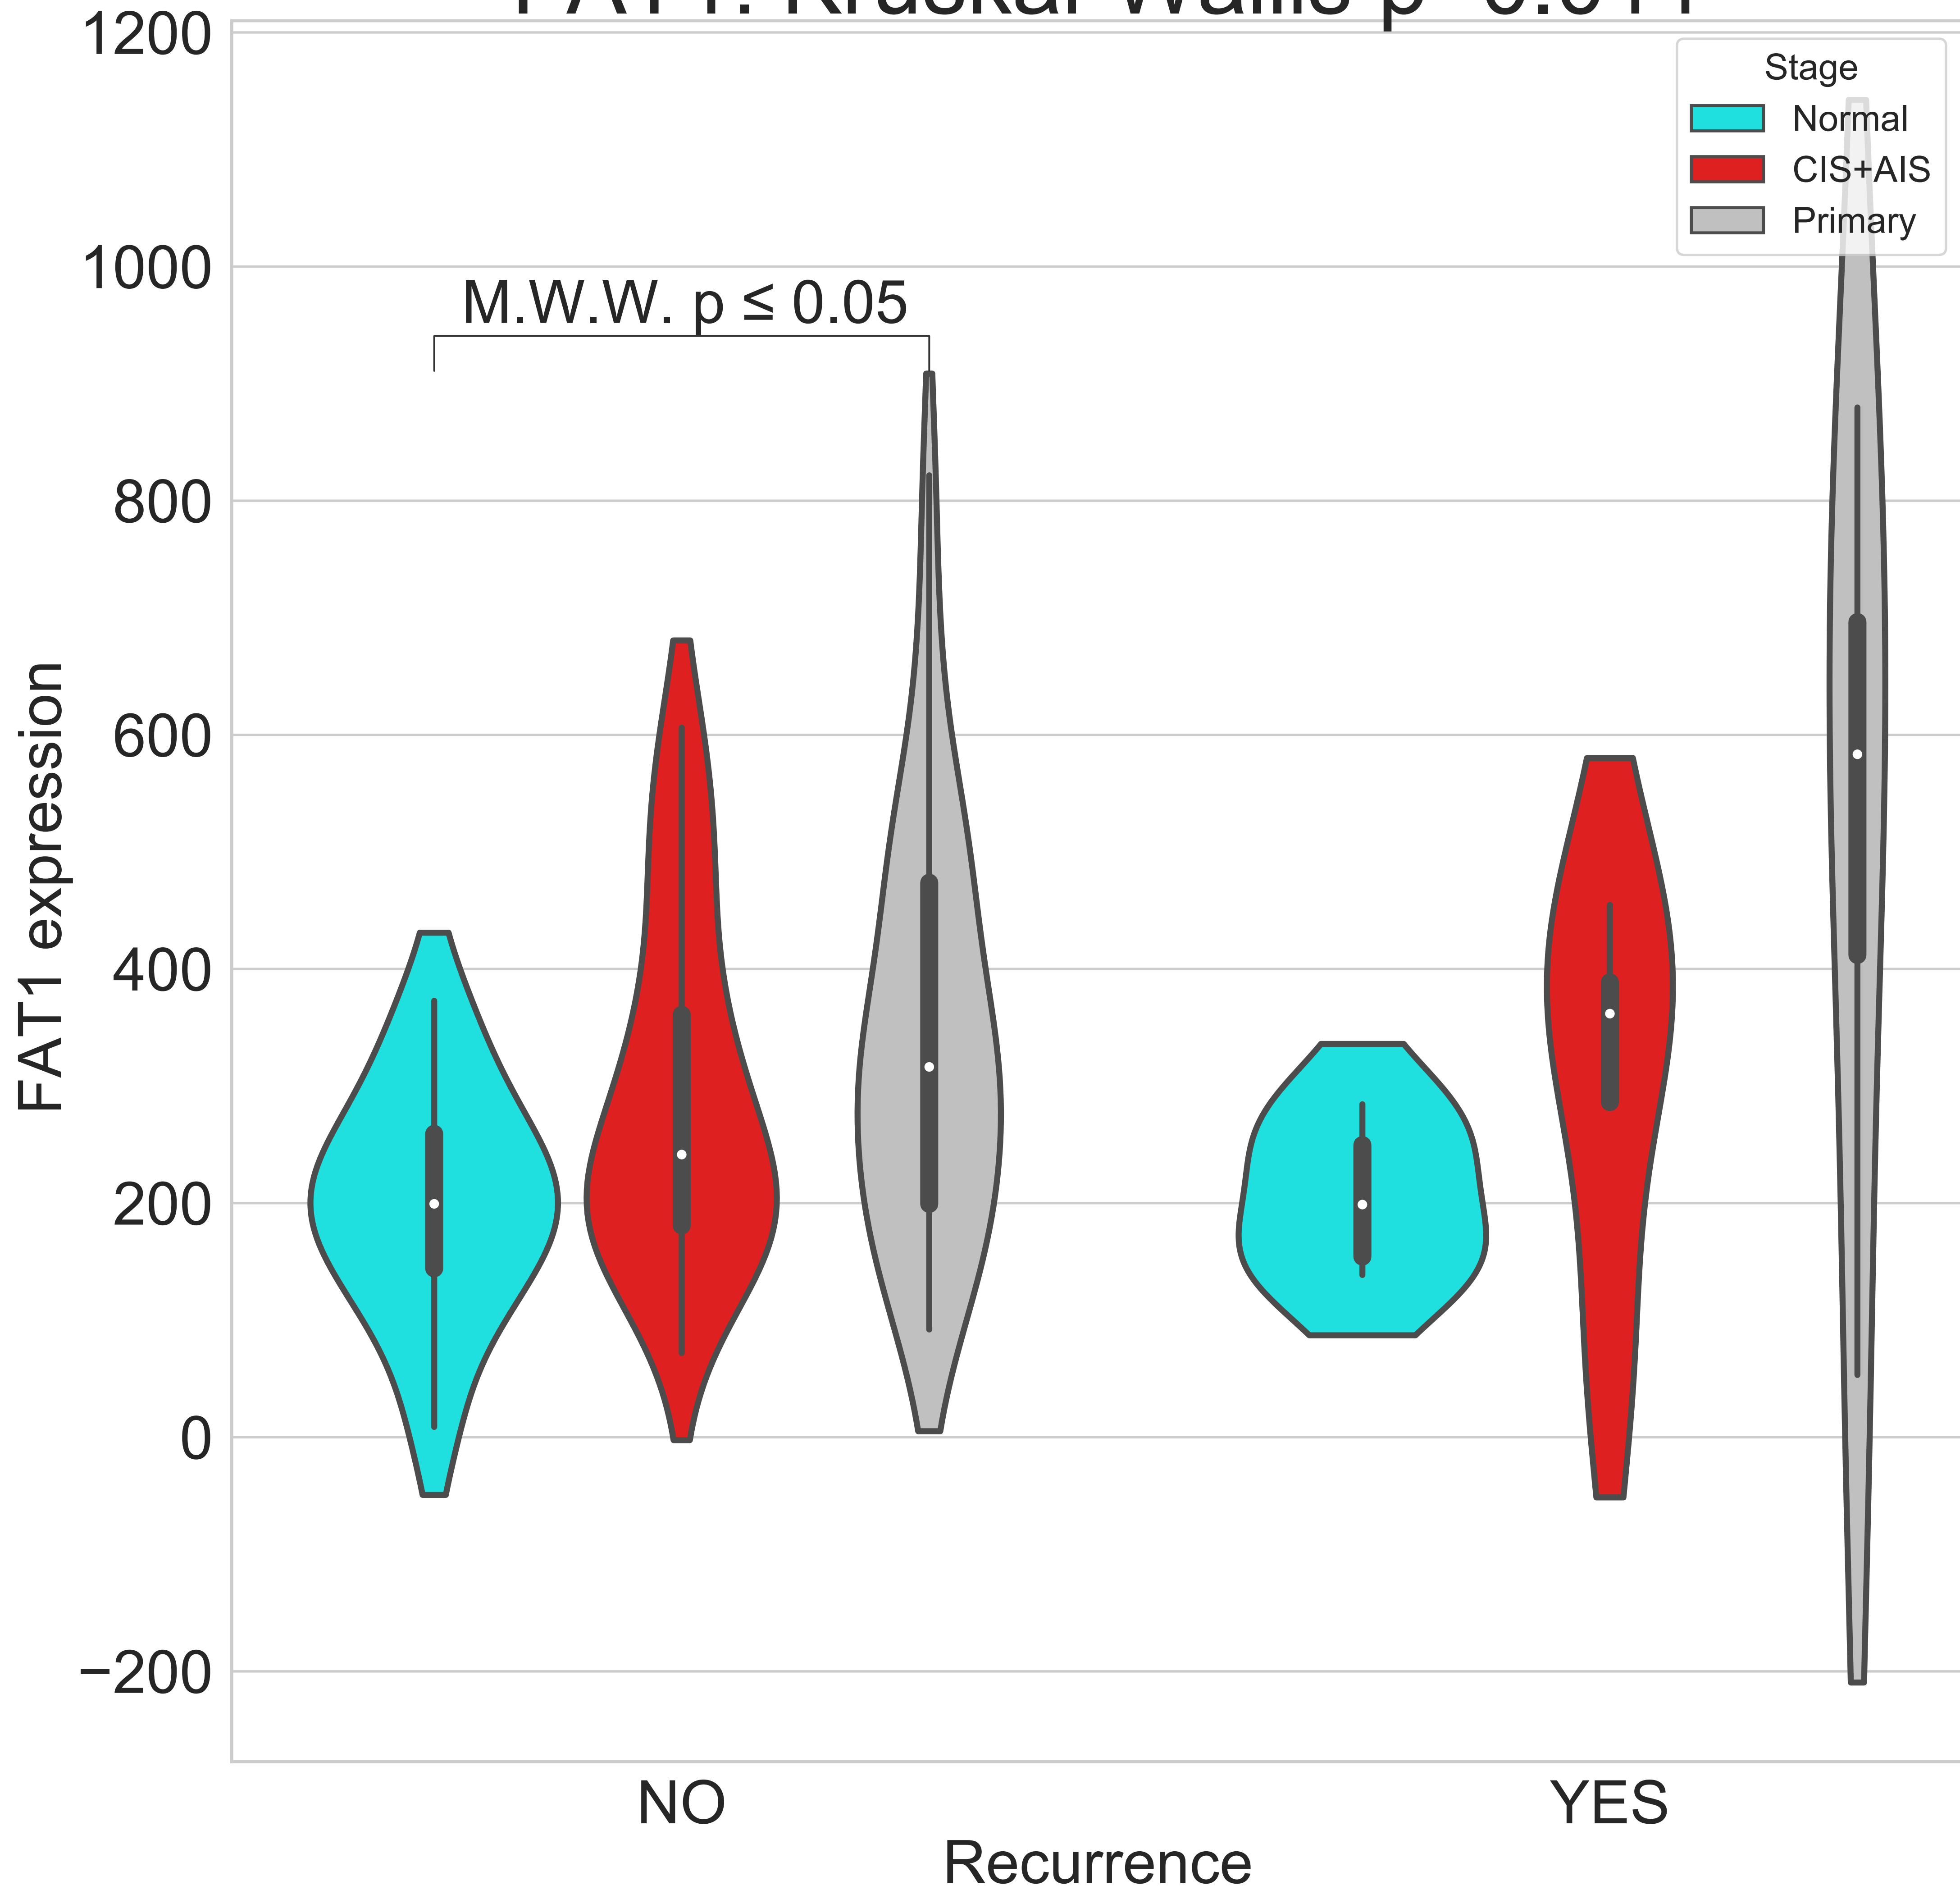 1200
1000
800
600
400
200
0
−200
FAT1 expression
M.W.W. p ≤ 0.05
Stage
Normal
CIS+AIS
Primary
NO
YES
Recurrence